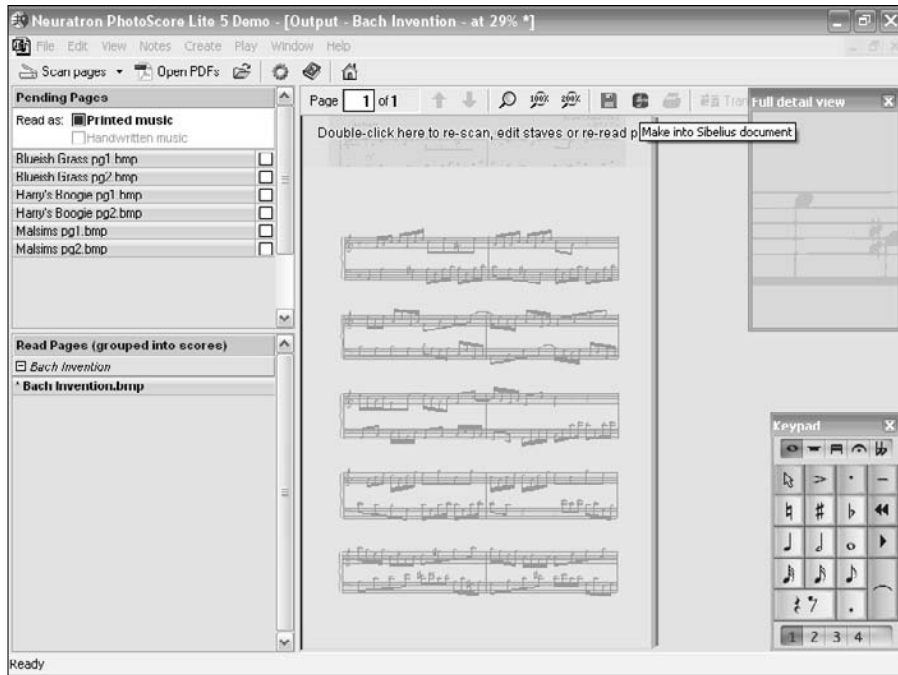 Neuratron PhotoScore Lite 5 Demo - [Output - Bach Invention - at 29% *]
File Edit View Notes Create Play Window Help
Scan pages Open PDFs
Pending Pages
Read as: Printed music
Handwritten music
Blueish Grass pg1.bmp
Blueish Grass pg2.bmp
Harry's Boogie pg1.bmp
Harry's Boogie pg2.bmp
Malsims pg1.bmp
Malsims pg2.bmp
Read Pages (grouped into scores)
Bach Invention
* Bach Invention.bmp
Page 1 of 1 100% 200% Tran
Double-click here to re-scan, edit staves or re-read p
Make into Sibelius document
Full detail view
Keypad
1 2 3 4
Ready